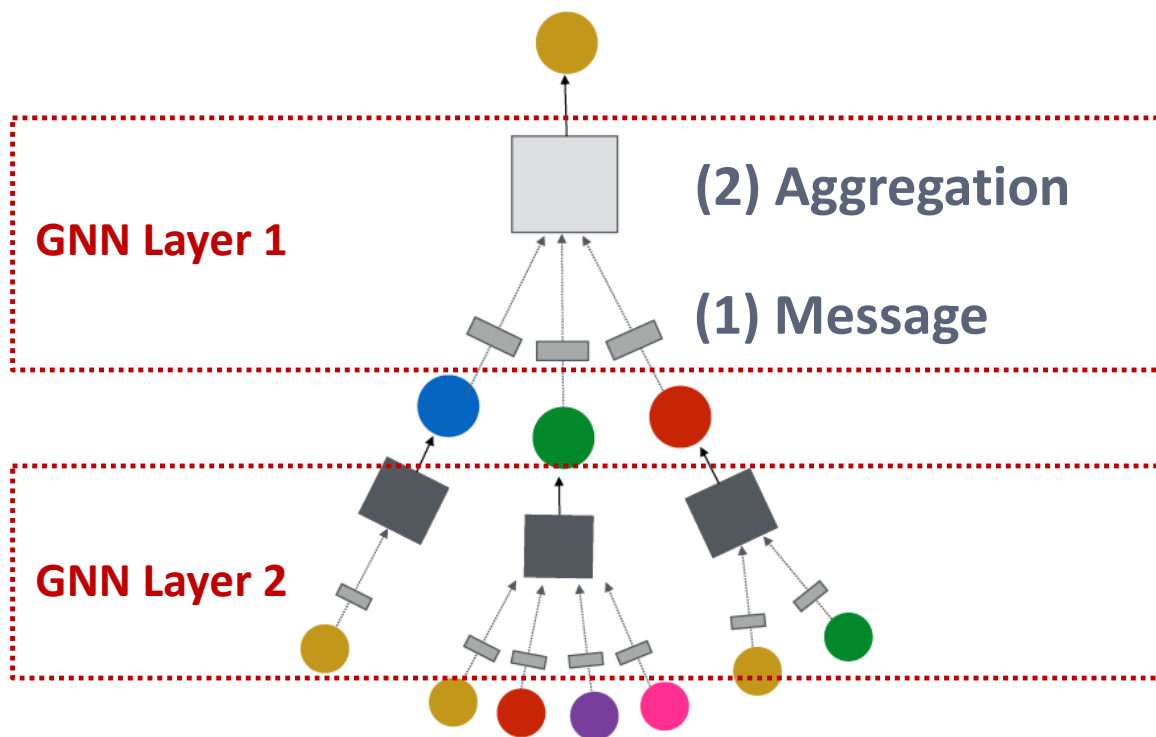 (2) Aggregation
GNN Layer 1
(1) Message
GNN Layer 2